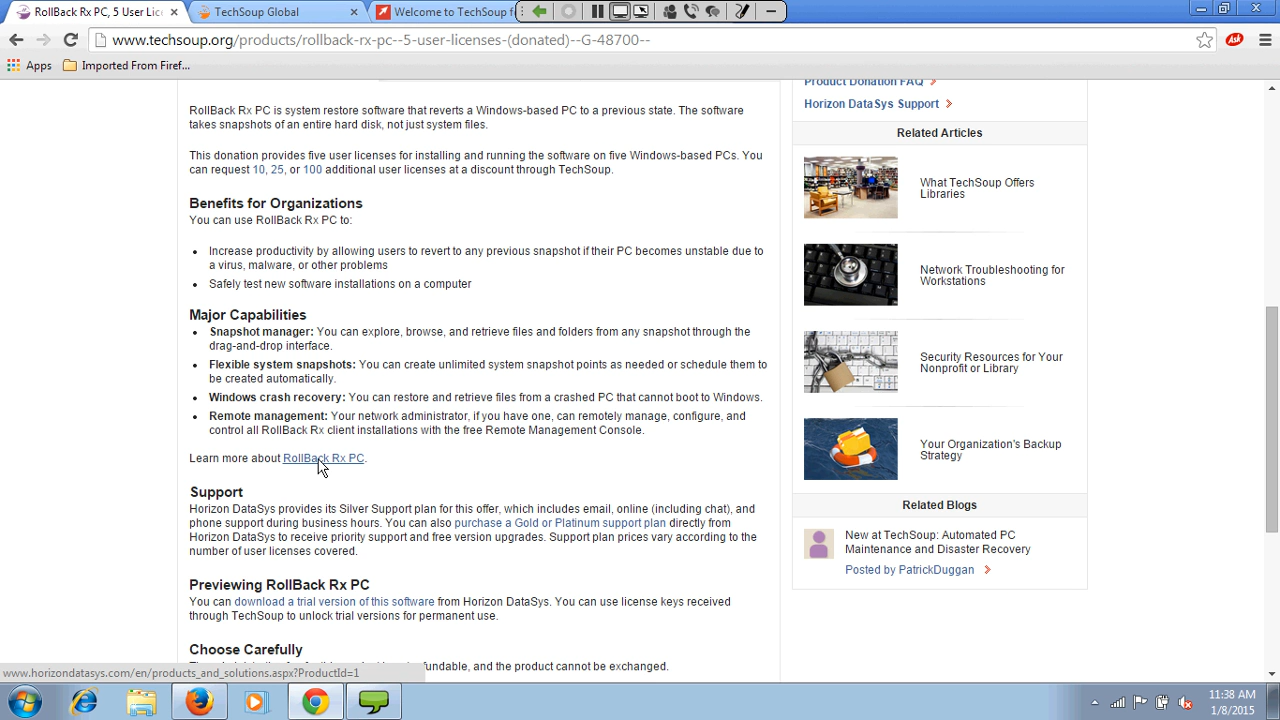 RollBack Rx PC, 5 User Lice
TechSoup Global
Welcome to TechSoup fo
www.techsoup.org/products/rollback-rx-pc--5-user-licenses-(donated)--G-48700--
Ask
Apps
Imported From Firef...
RollBack Rx PC is system restore software that reverts a Windows-based PC to a previous state. The software
takes snapshots of an entire hard disk, not just system files.
This donation provides five user licenses for installing and running the software on five Windows-based PCs. You
can request 10, 25, or 100 additional user licenses at a discount through TechSoup.
Benefits for Organizations
You can use RollBack Rx PC to:
• Increase productivity by allowing users to revert to any previous snapshot if their PC becomes unstable due to
a virus, malware, or other problems
• Safely test new software installations on a computer
Major Capabilities
• Snapshot manager: You can explore, browse, and retrieve files and folders from any snapshot through the
drag-and-drop interface.
• Flexible system snapshots: You can create unlimited system snapshot points as needed or schedule them to
be created automatically.
• Windows crash recovery: You can restore and retrieve files from a crashed PC that cannot boot to Windows.
• Remote management: Your network administrator, if you have one, can remotely manage, configure, and
control all RollBack Rx client installations with the free Remote Management Console.
Learn more about RollBack Rx PC.
Support
Horizon DataSys provides its Silver Support plan for this offer, which includes email, online (including chat), and
phone support during business hours. You can also purchase a Gold or Platinum support plan directly from
Horizon DataSys to receive priority support and free version upgrades. Support plan prices vary according to the
number of user licenses covered.
Previewing RollBack Rx PC
You can download a trial version of this software from Horizon DataSys. You can use license keys received
through TechSoup to unlock trial versions for permanent use.
Choose Carefully
fundable, and the product cannot be exchanged.
Product Donation FAQ
Horizon DataSys Support
Related Articles
What TechSoup Offers
Libraries
Network Troubleshooting for
Workstations
Security Resources for Your
Nonprofit or Library
Your Organization's Backup
Strategy
Related Blogs
New at TechSoup: Automated PC
Maintenance and Disaster Recovery
Posted by PatrickDuggan
www.horizondatasys.com/en/products_and_solutions.aspx?ProductId=1
11:38 AM
1/8/2015